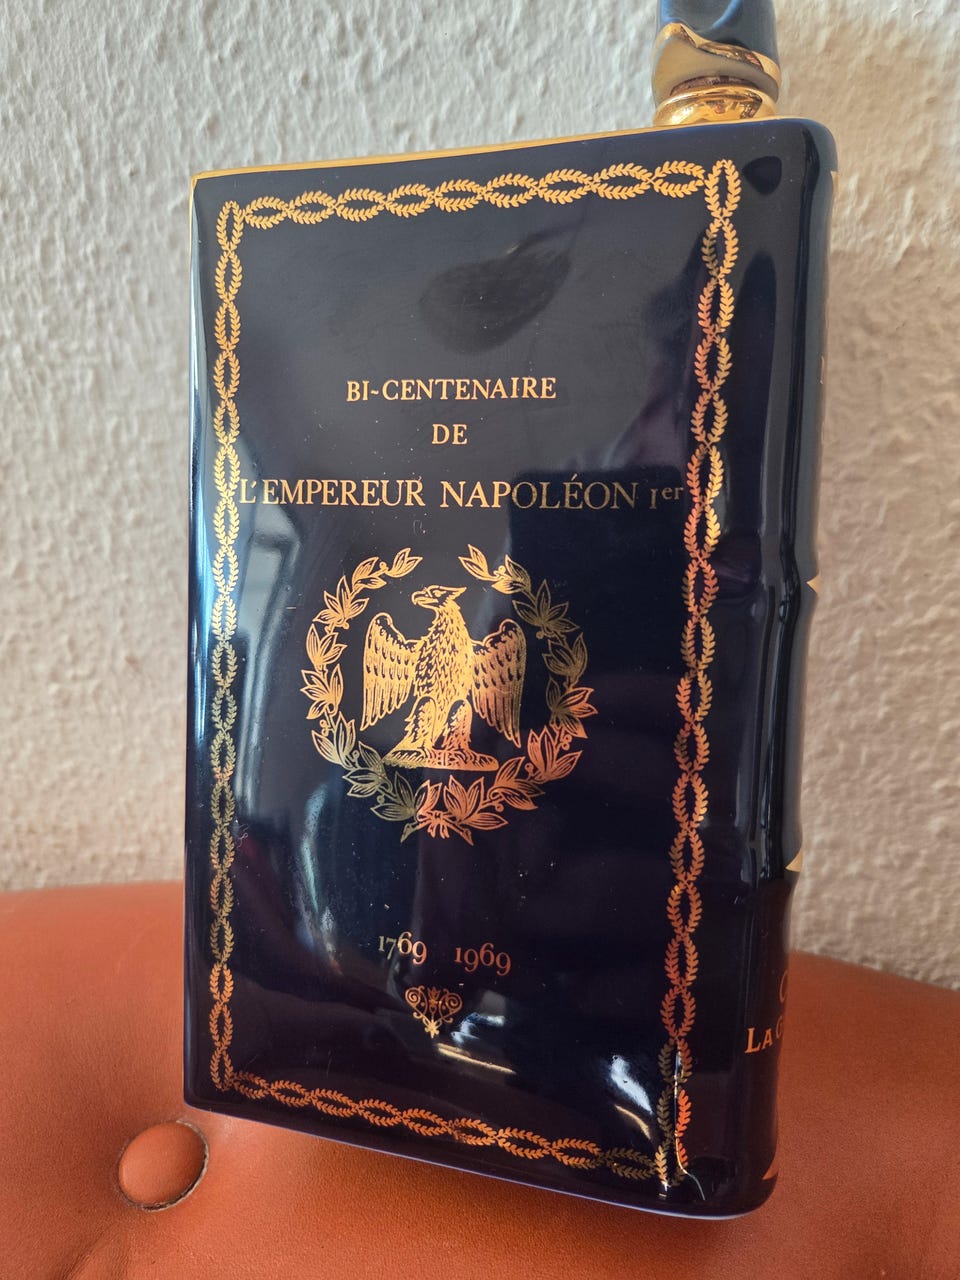 BI-CENTENAIRE
DE
L'EMPEREUR NAPOLÉON Ier
1769 1969